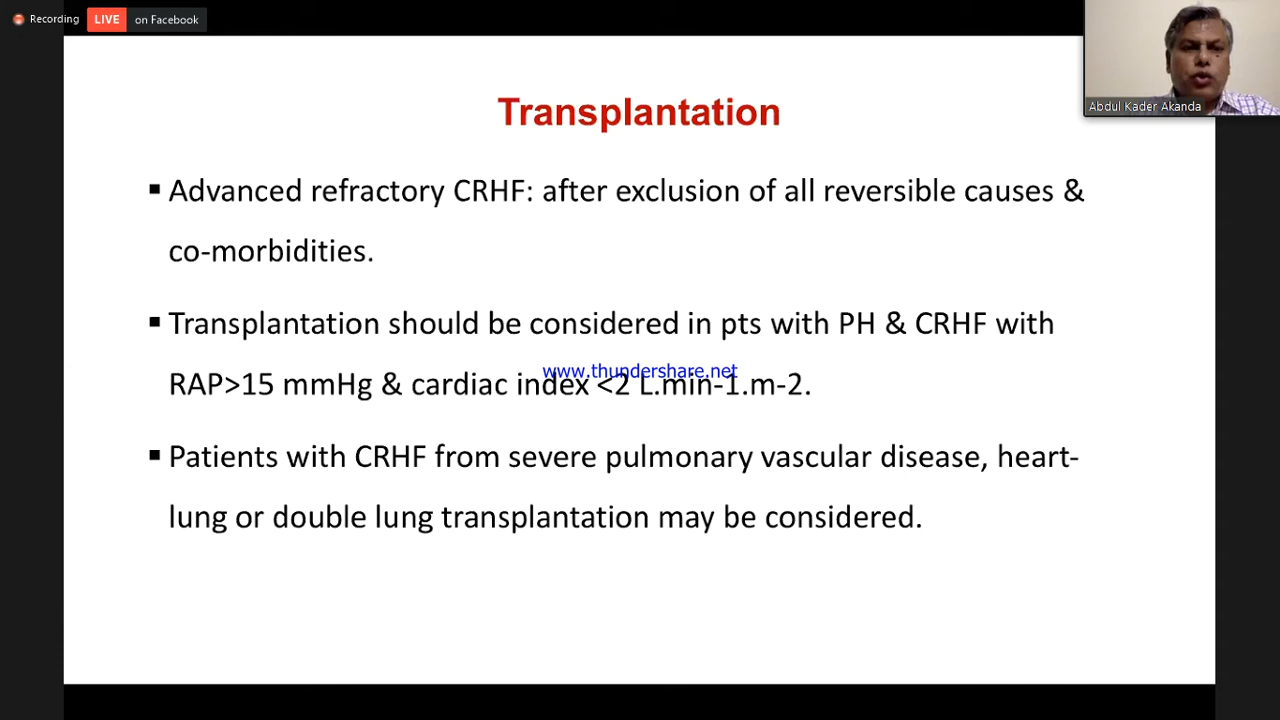 Recording LIVE on Facebook
Abdul Kader Akanda
Transplantation
▪ Advanced refractory CRHF: after exclusion of all reversible causes &
co-morbidities.
▪ Transplantation should be considered in pts with PH & CRHF with
www.thundershare.net
RAP>15 mmHg & cardiac index <2 L.min-1.m-2.
▪ Patients with CRHF from severe pulmonary vascular disease, heart-
lung or double lung transplantation may be considered.